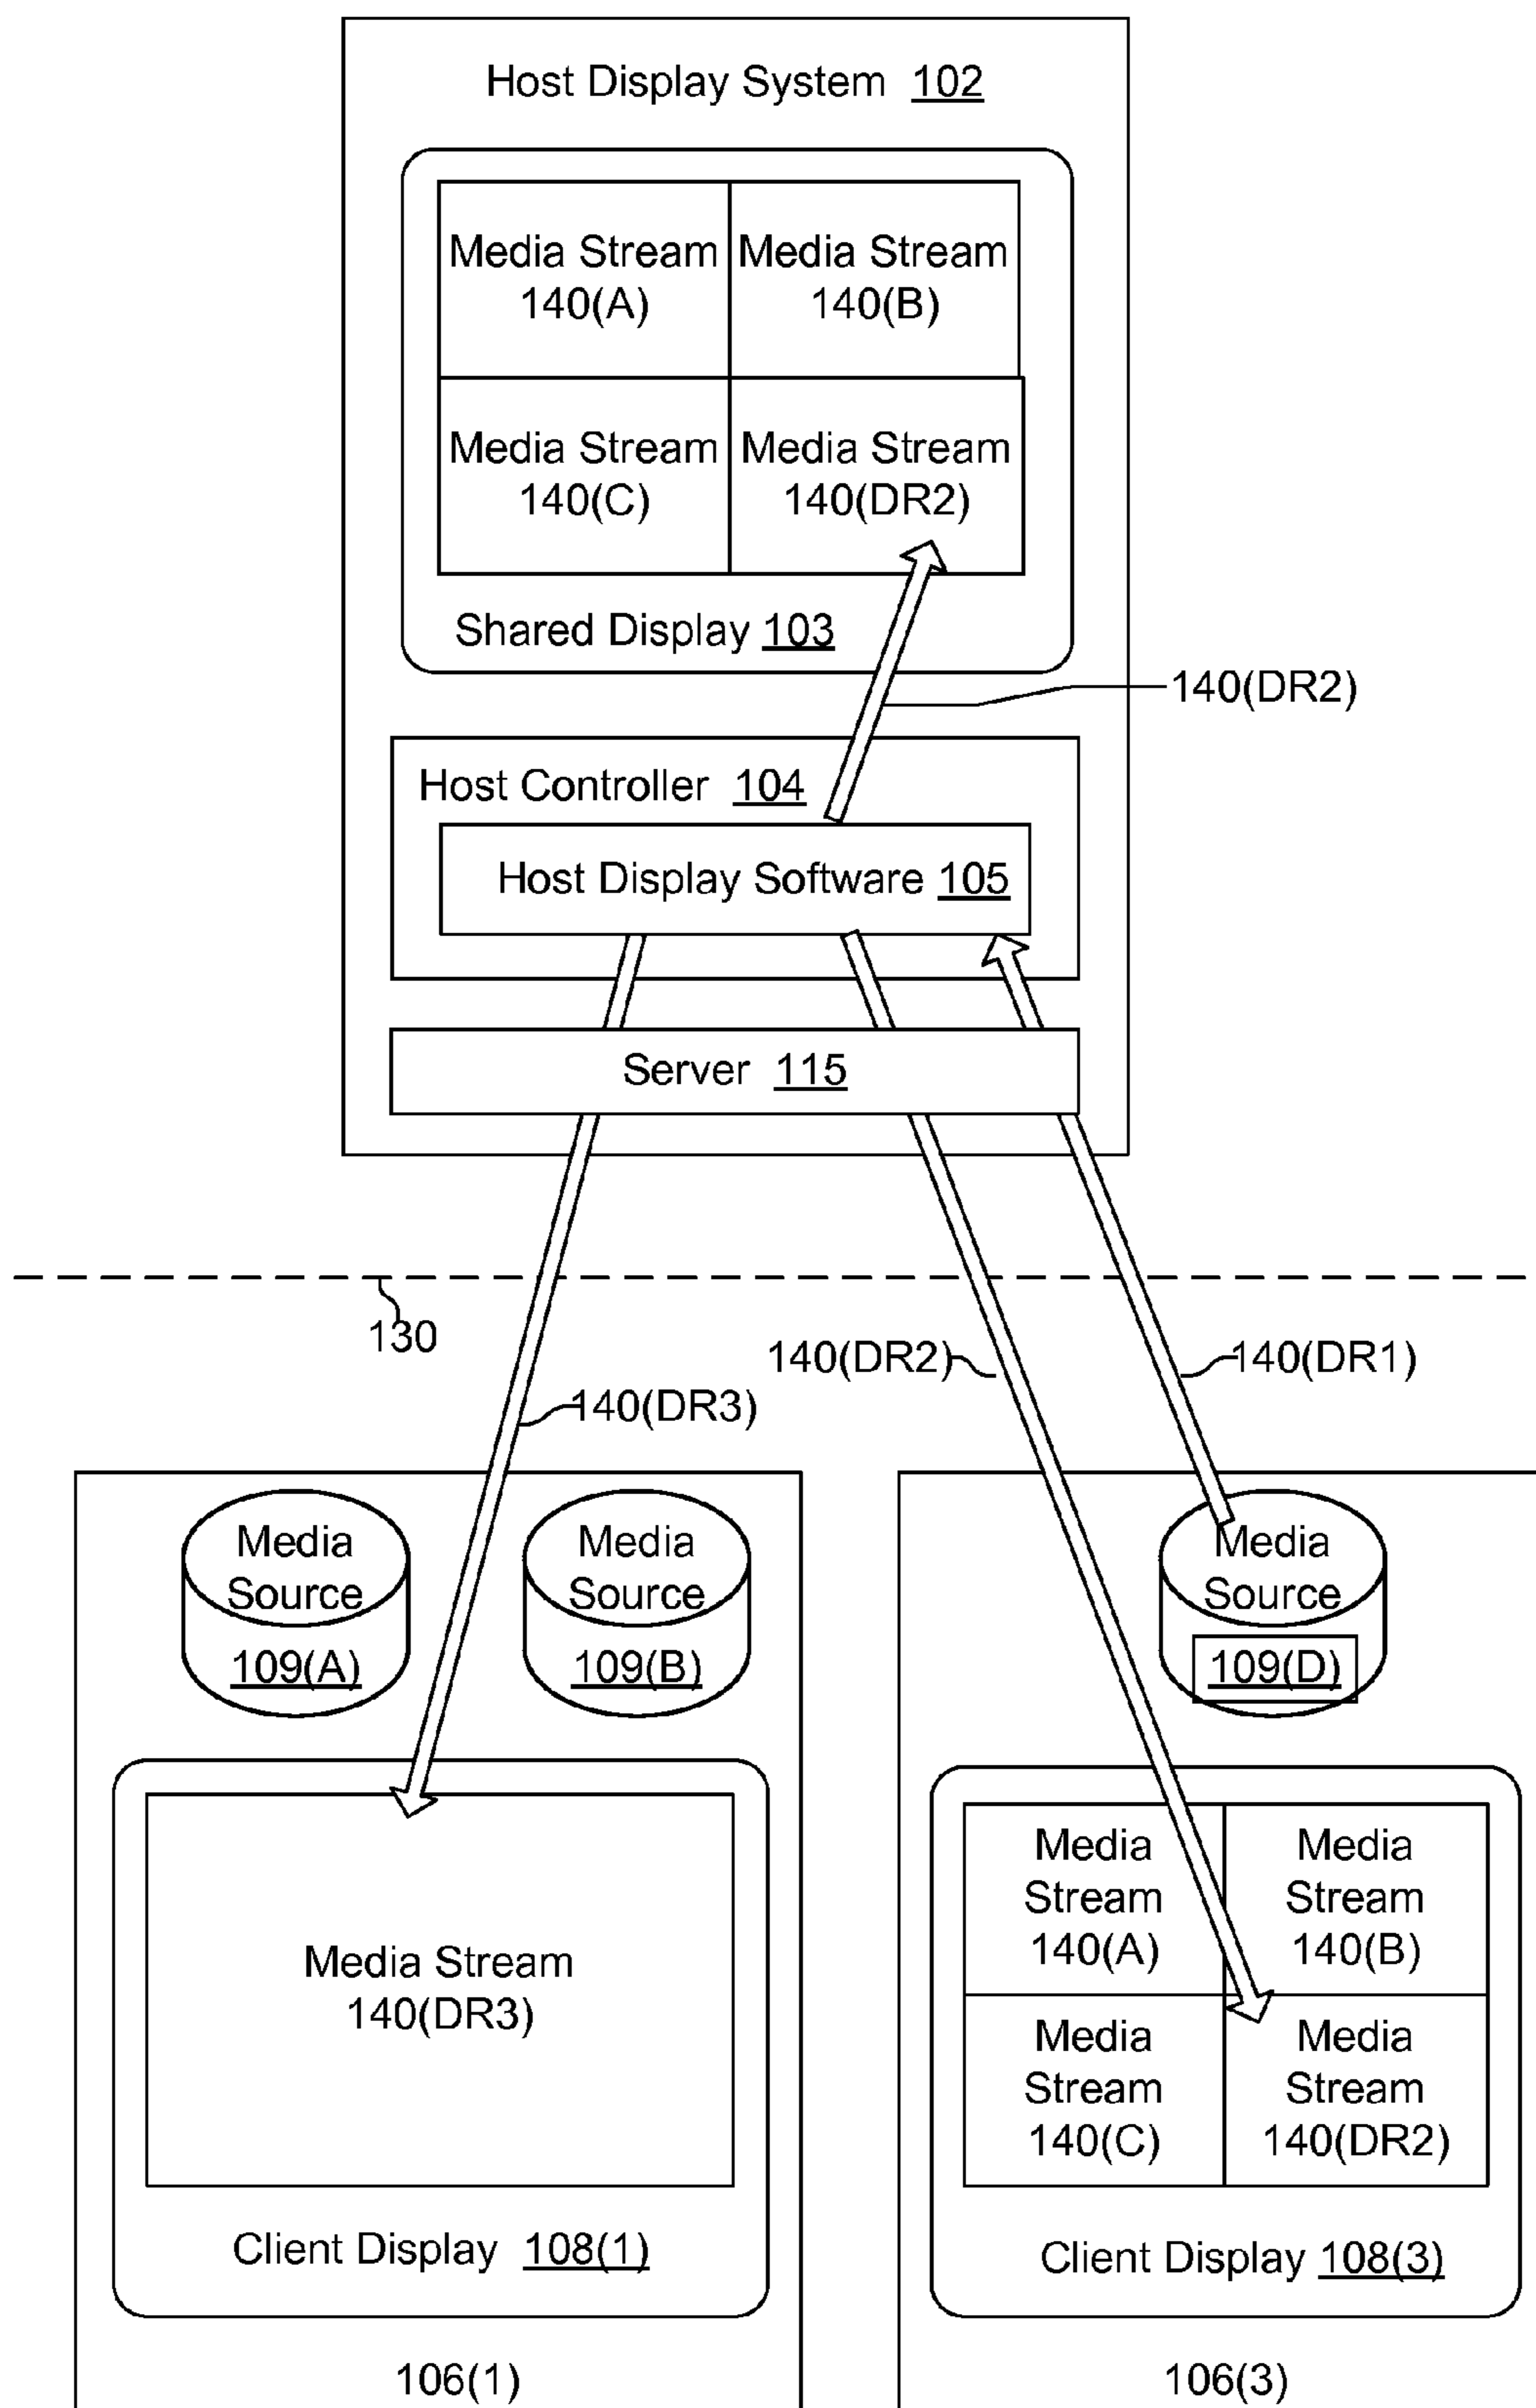 Host Display System 102
Media Stream
140(A)
Media Stream
140(B)
Media Stream
140(C)
Media Stream
140(DR2)
Shared Display 103
140(DR2)
Host Controller 104
Host Display Software 105
Server 115
130
140(DR2)
140(DR1)
140(DR3)
Media
Source
109(A)
Media
Source
109(B)
Media
Source
109(D)
Media Stream
140(DR3)
Client Display 108(1)
106(1)
Media
Stream
140(A)
Media
Stream
140(B)
Media
Stream
140(C)
Media
Stream
140(DR2)
Client Display 108(3)
106(3)